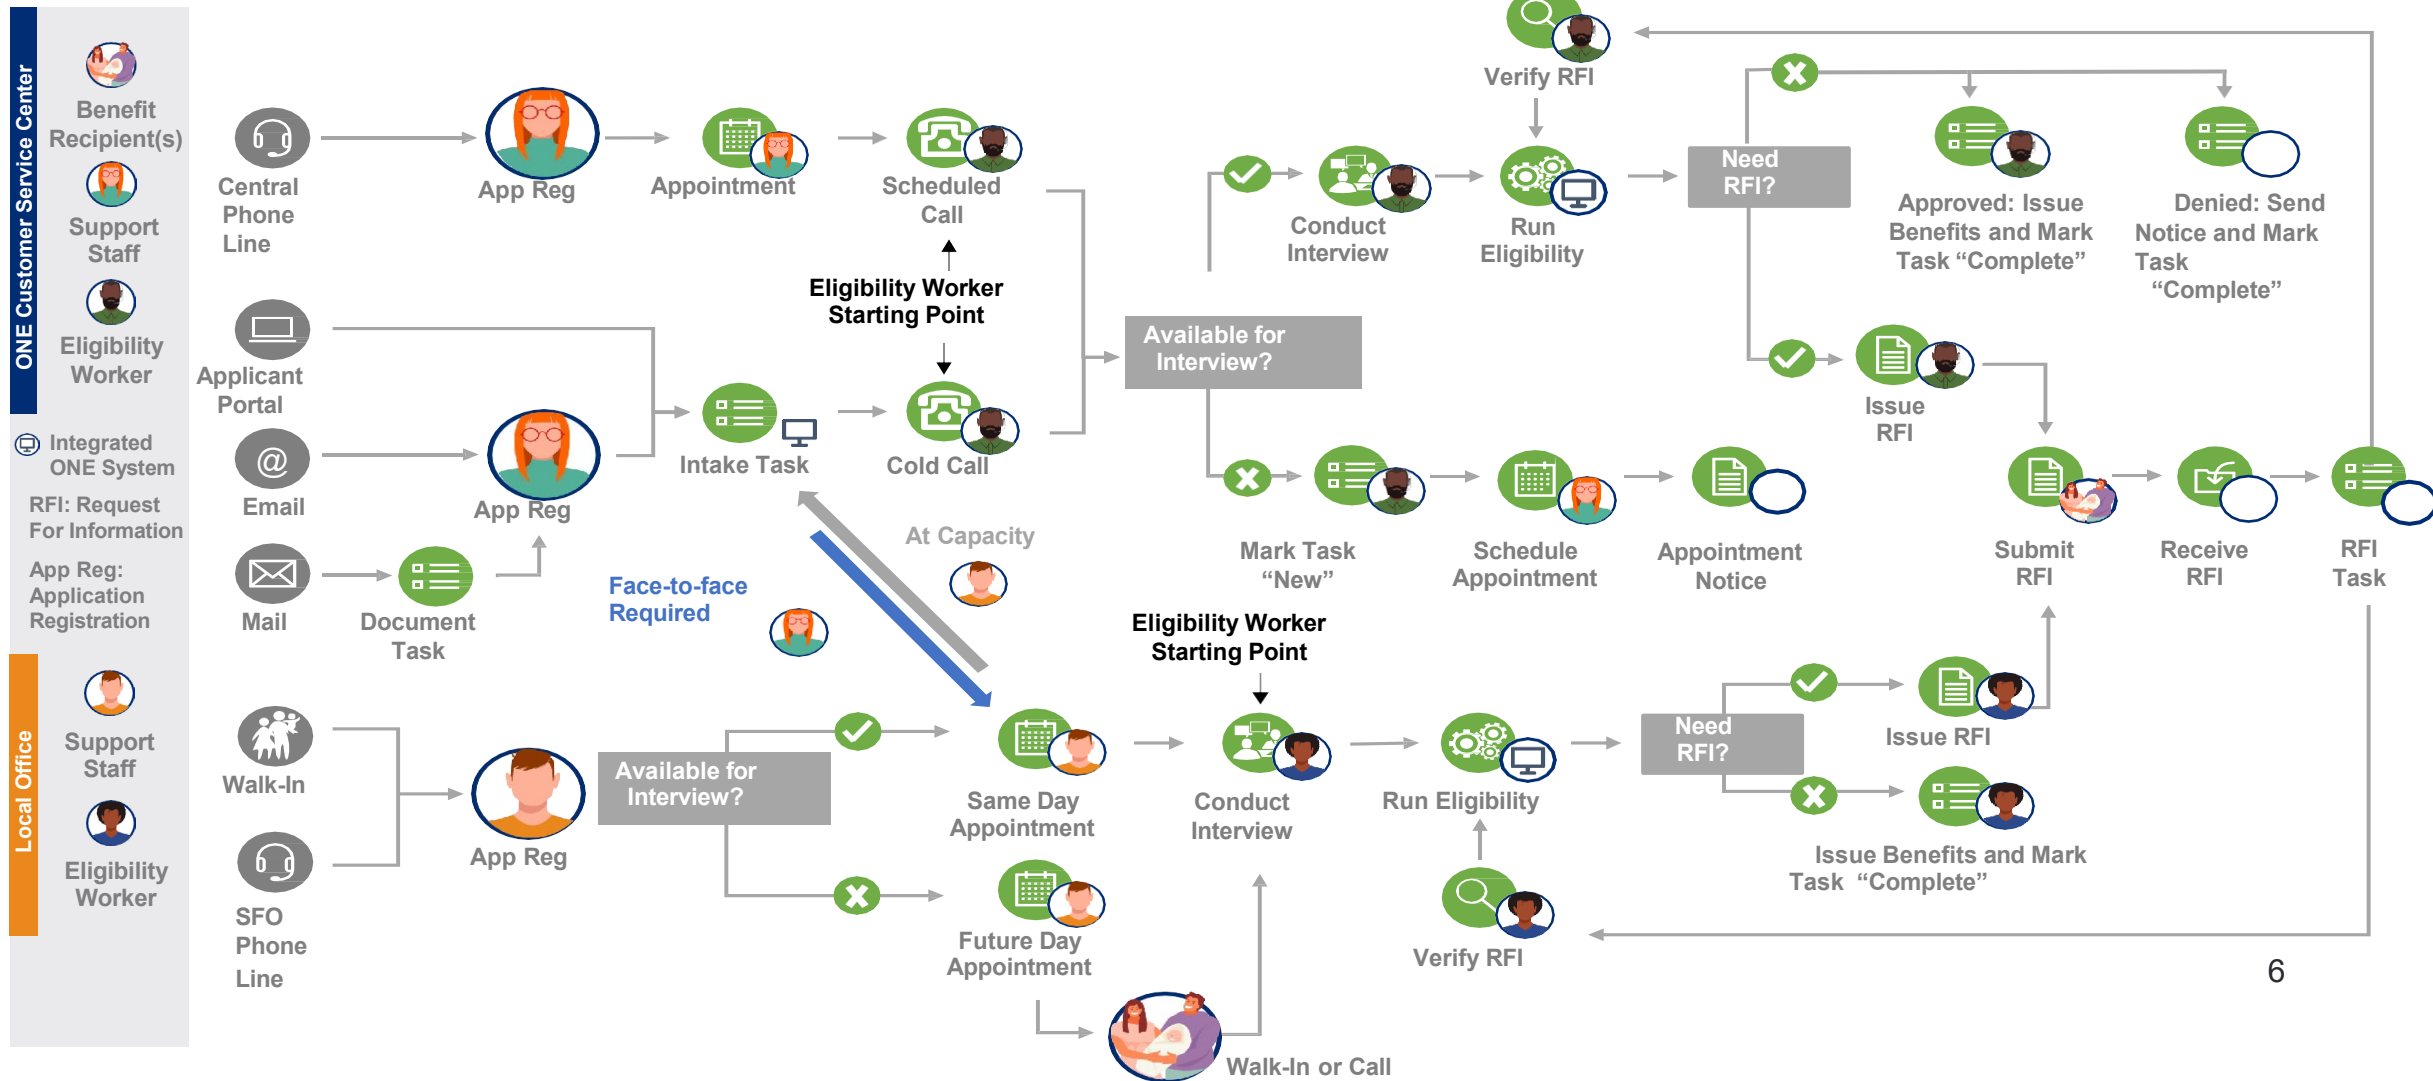 ONE Customer Service Center
Benefit
Recipient(s)
Support
Staff
Eligibility
Worker
Integrated
ONE System
RFI: Request
For Information
App Reg:
Application
Registration
Local Office
Support
Staff
Eligibility
Worker
Central
Phone
Line
App Reg
Appointment
Scheduled
Call
Eligibility Worker
Starting Point
Applicant
Portal
@
Email
App Reg
Intake Task
Cold Call
Mail
Document
Task
Face-to-face
Required
At Capacity
Available for
Interview?
Conduct
Interview
Verify RFI
Run
Eligibility
Need
RFI?
Approved: Issue
Benefits and Mark
Task “Complete”
Denied: Send
Notice and Mark
Task
“Complete”
Issue
RFI
Mark Task
“New”
Schedule
Appointment
Appointment
Notice
Submit
RFI
Receive
RFI
RFI
Task
Walk-In
SFO
Phone
Line
App Reg
Available for
Interview?
Same Day
Appointment
Future Day
Appointment
Walk-In or Call
Eligibility Worker
Starting Point
Conduct
Interview
Run Eligibility
Verify RFI
Need
RFI?
Issue RFI
Issue Benefits and Mark
Task “Complete”
6